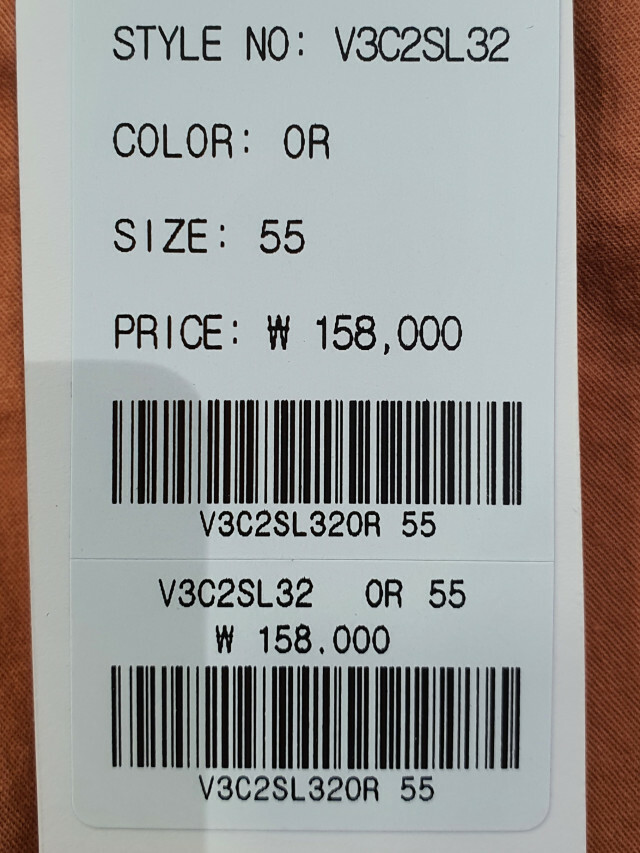 STYLE NO: V3C2SL32
COLOR: OR
SIZE: 55
PRICE: ₩ 158,000
V3C2SL32OR 55
V3C2SL32 OR 55
₩ 158.000
V3C2SL32OR 55